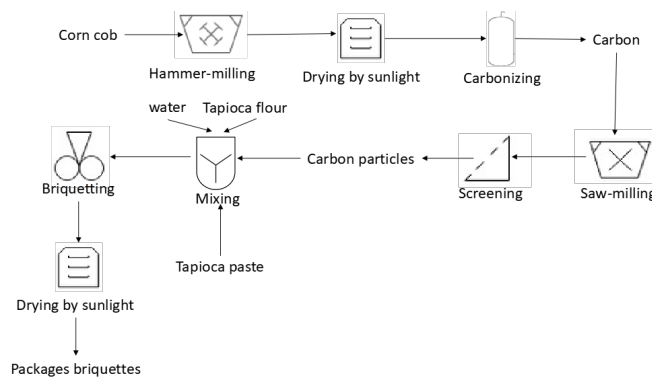 Corn cob
Hammer-milling
Drying by sunlight
Carbonizing
Carbon
water
Tapioca flour
Briquetting
Mixing
Carbon particles
Screening
Saw-milling
Tapioca paste
Drying by sunlight
Packages briquettes